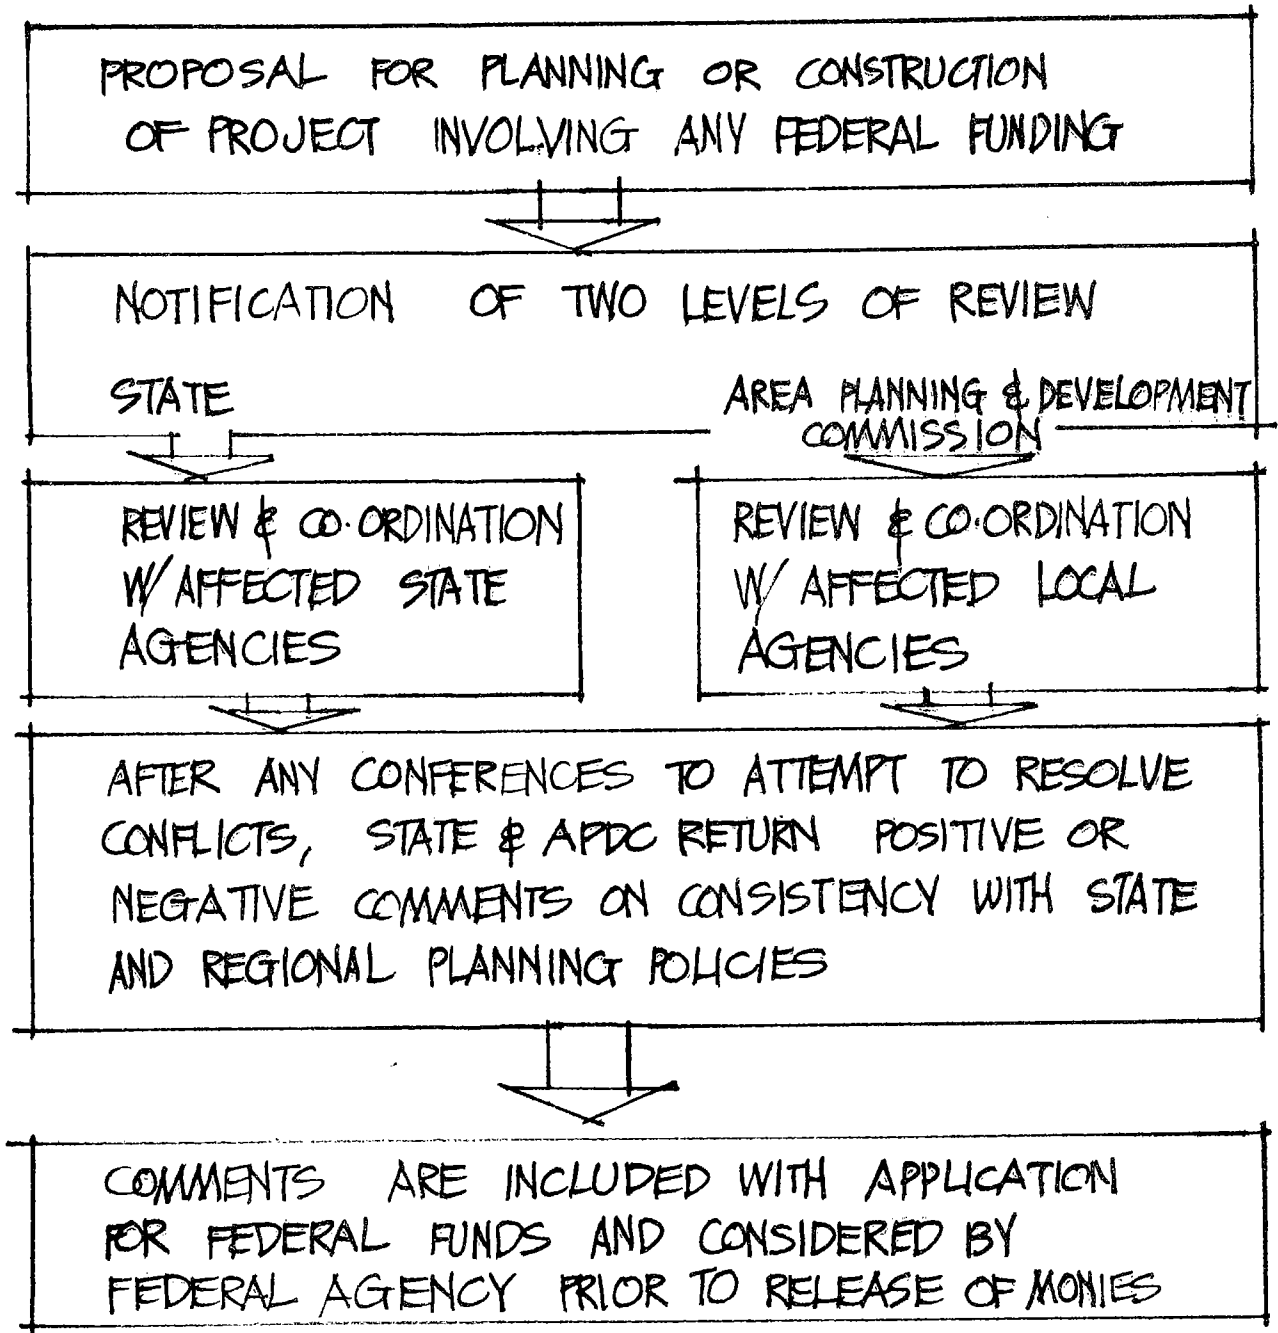 PROPOSAL FOR PLANNING OR CONSTRUCTION
OF PROJECT INVOLVING ANY FEDERAL FUNDING
NOTIFICATION OF TWO LEVELS OF REVIEW
STATE
AREA PLANNING & DEVELOPMENT
COMMISSION
REVIEW & CO·ORDINATION
W/ AFFECTED STATE
AGENCIES
REVIEW & CO·ORDINATION
W/ AFFECTED LOCAL
AGENCIES
AFTER ANY CONFERENCES TO ATTEMPT TO RESOLVE
CONFLICTS, STATE & APDC RETURN POSITIVE OR
NEGATIVE COMMENTS ON CONSISTENCY WITH STATE
AND REGIONAL PLANNING POLICIES
COMMENTS ARE INCLUDED WITH APPLICATION
FOR FEDERAL FUNDS AND CONSIDERED BY
FEDERAL AGENCY PRIOR TO RELEASE OF MONIES